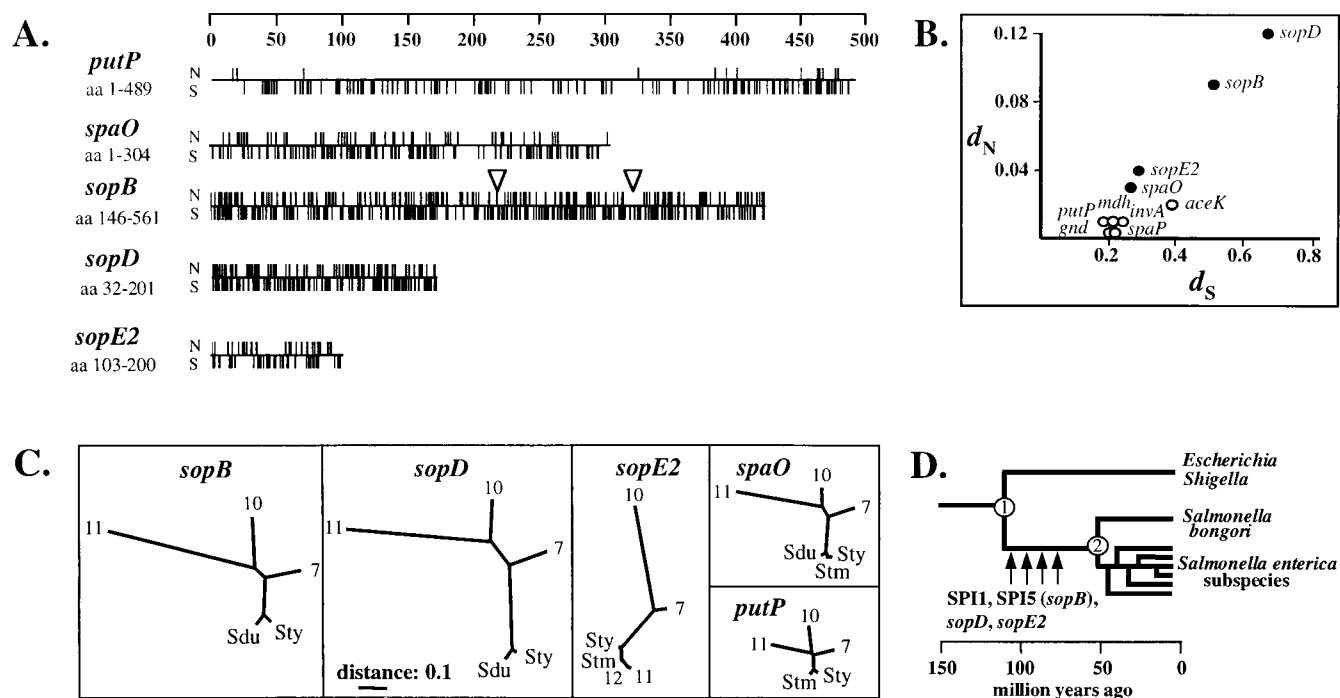 A.
0 50 100 150 200 250 300 350 400 450 500
putP
aa 1-489
N
S
spaO
aa 1-304
N
S
sopB
aa 146-561
N
S
sopD
aa 32-201
N
S
sopE2
aa 103-200
N
S
B.
0.12
0.08
0.04
dN
sopD
sopB
sopE2
spaO
aceK
putP mdh invA
gnd spaP
0.2 0.4 0.6 0.8
dS
C.
sopB
11
10
7
Sdu Sty
sopD
11
10
7
Sdu Sty
distance: 0.1
sopE2
10
7
Sty
Stm
12 11
spaO
11
10
7
Sdu Sty
Stm
putP
11
10
7
Stm Sty
D.
Escherichia
Shigella
1
Salmonella
bongori
2
Salmonella enterica
subspecies
SPI1, SPI5 (sopB),
sopD, sopE2
150 100 50 0
million years ago